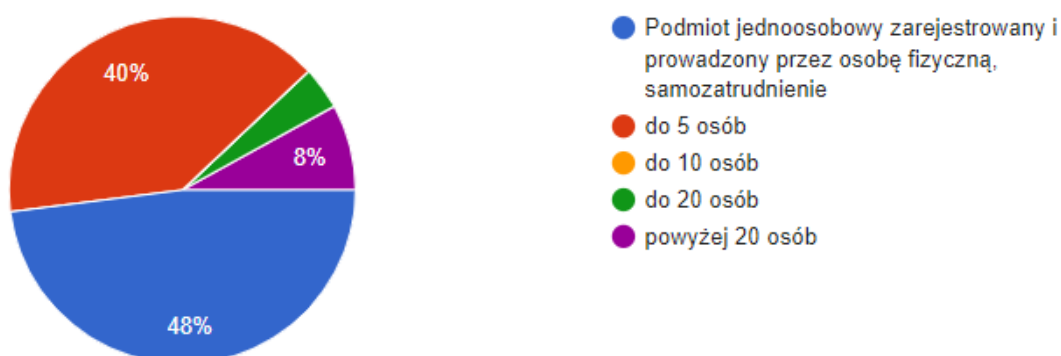 40%
8%
48%
Podmiot jednoosobowy zarejestrowany i
prowadzony przez osobę fizyczną,
samozatrudnienie
do 5 osób
do 10 osób
do 20 osób
powyżej 20 osób